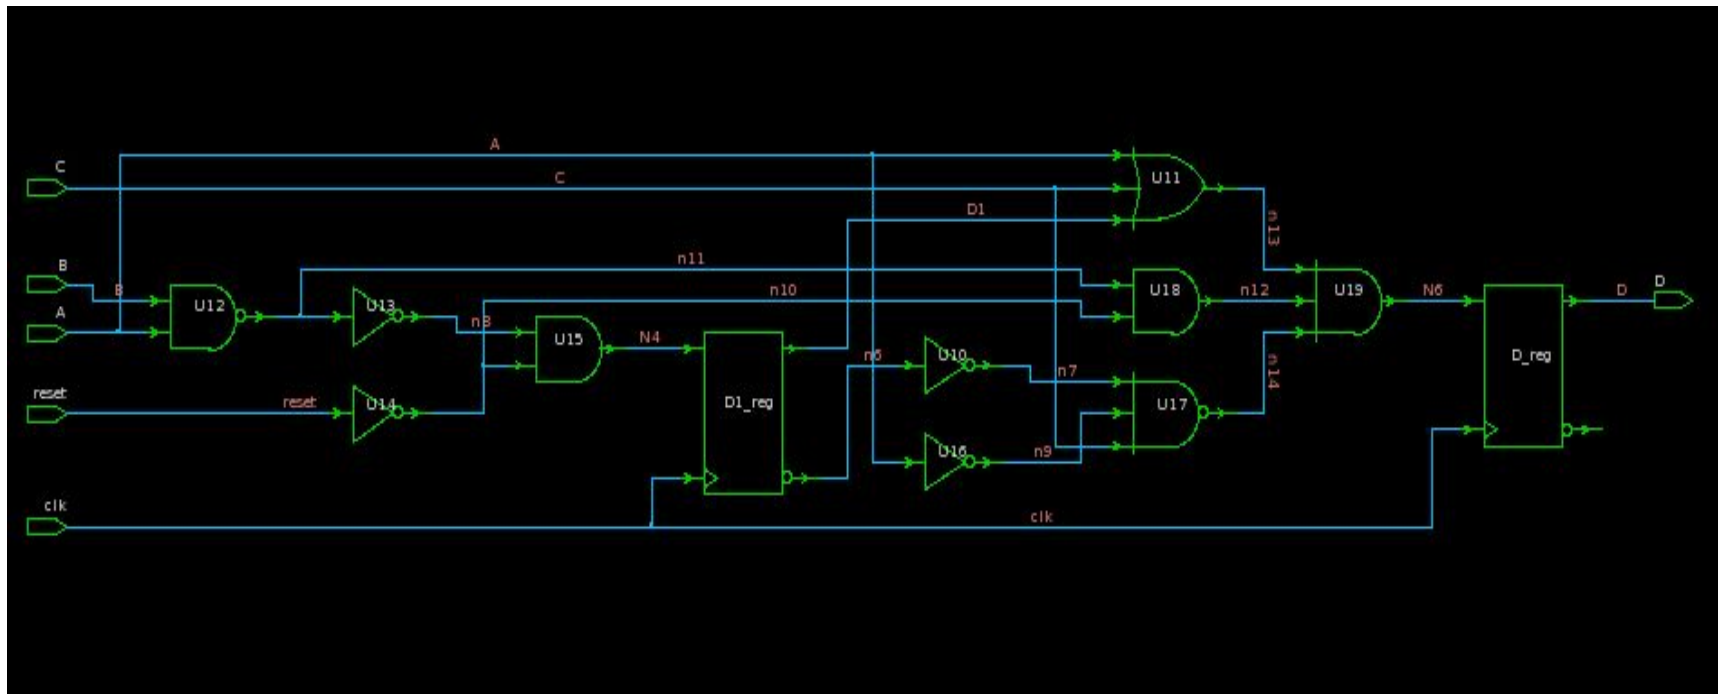 A
C
C
U11
D1
n13
n11
B
B
n10
U18
n12
U19
N6
D
D
A
U12
U13
n8
U15
N4
n6
U10
n7
n14
D_reg
reset
reset
U14
D1_reg
U17
U16
n9
clk
clk